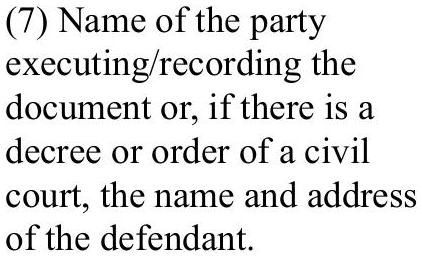 (7) Name of the party
executing/recording the
document or, if there is a
decree or order of a civil
court, the name and address
of the defendant.